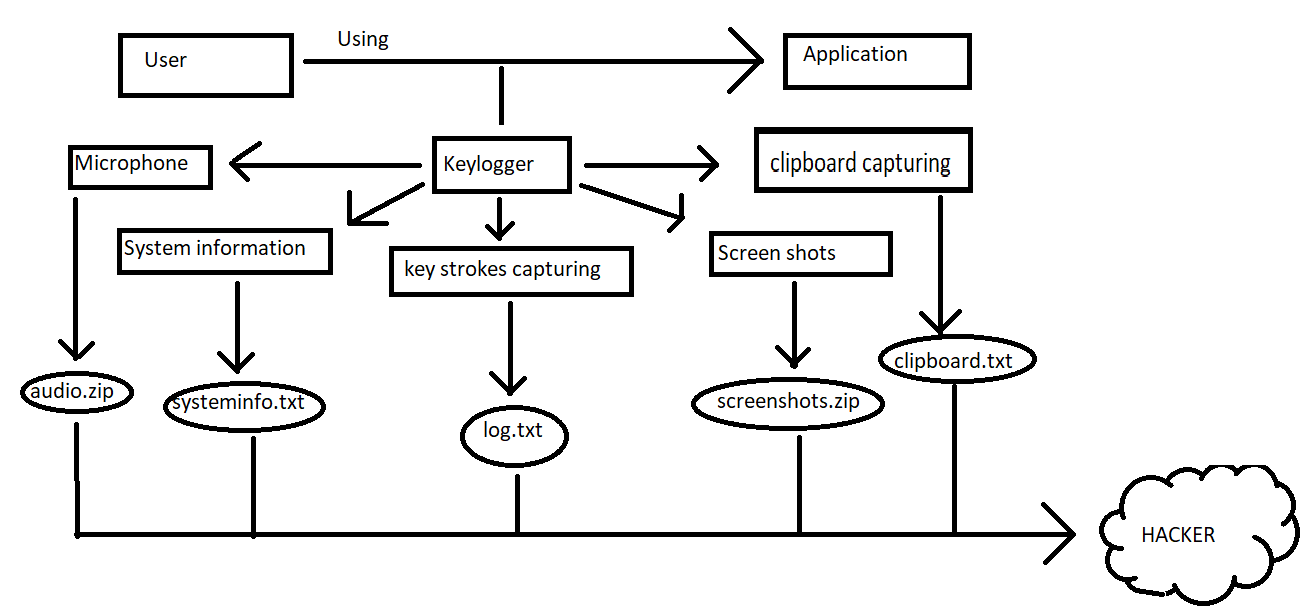 Using
User
Application
Microphone
Keylogger
clipboard capturing
System information
key strokes capturing
Screen shots
audio.zip
systeminfo.txt
log.txt
screenshots.zip
clipboard.txt
HACKER